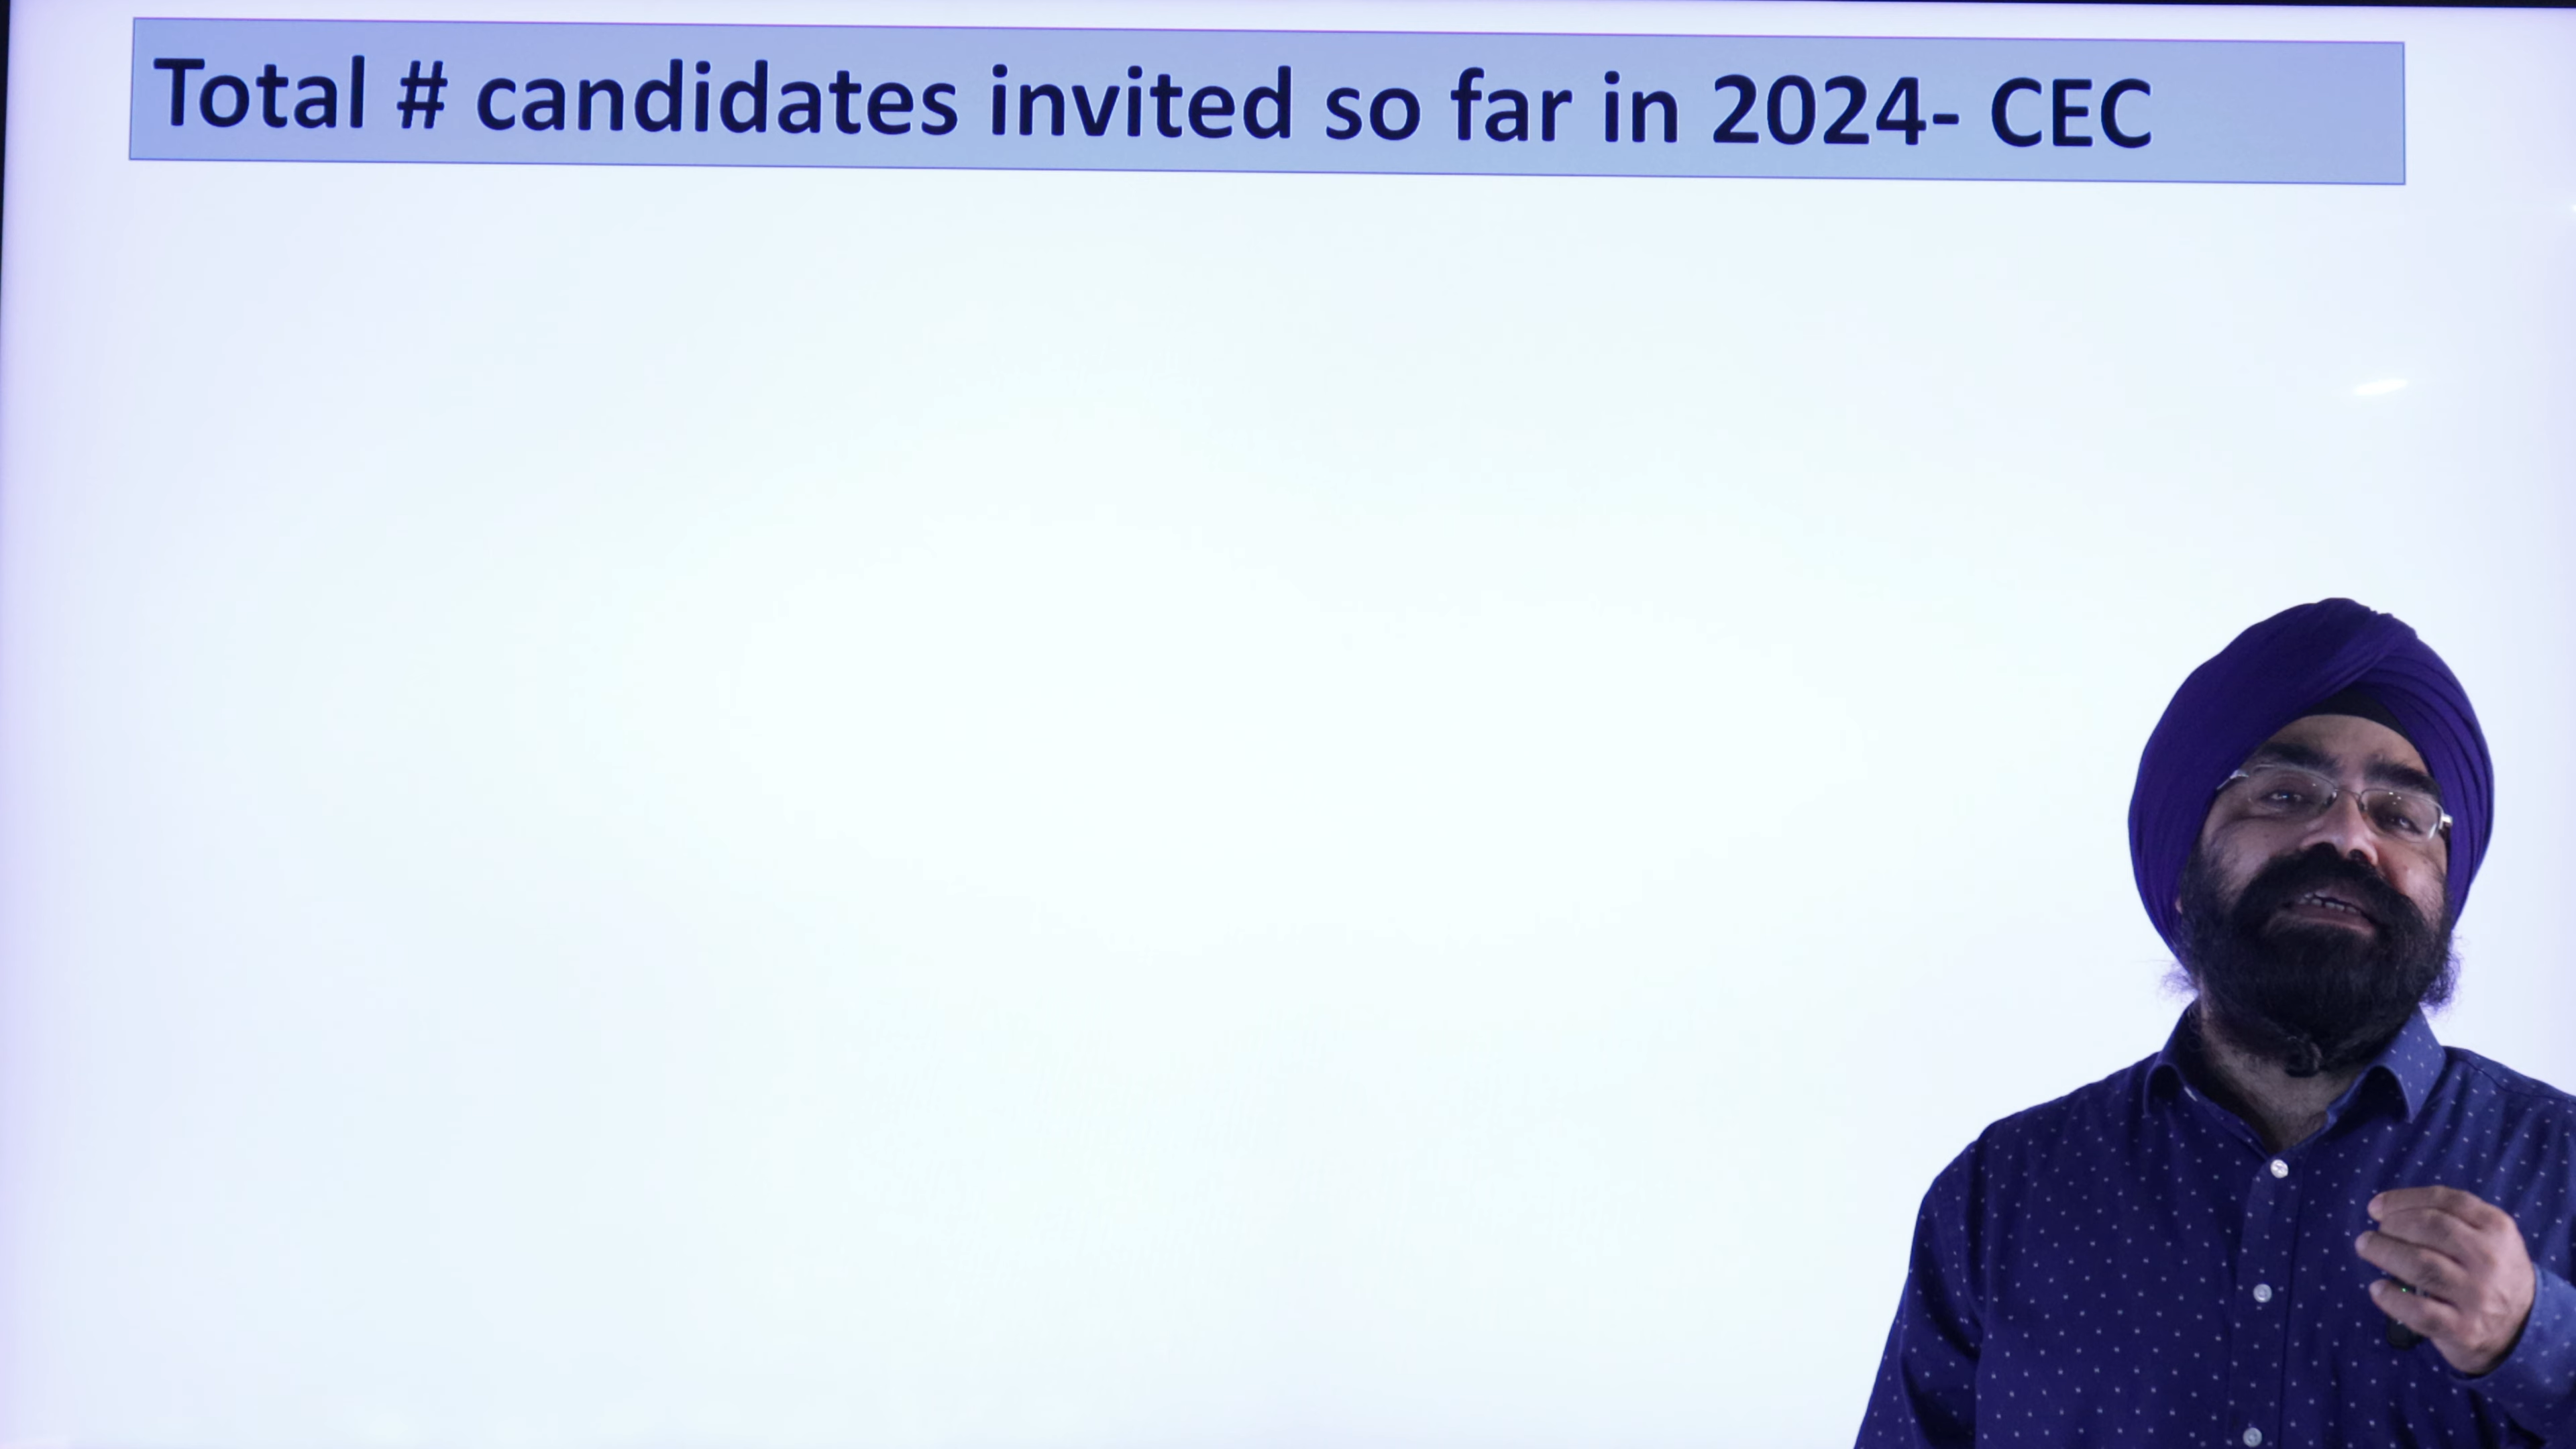 Total # candidates invited so far in 2024- CEC